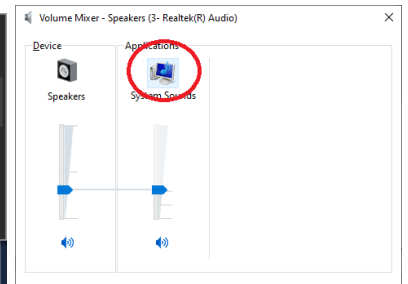 Volume Mixer - Speakers (3- Realtek(R) Audio)
Device
Applications
Speakers
System Sounds